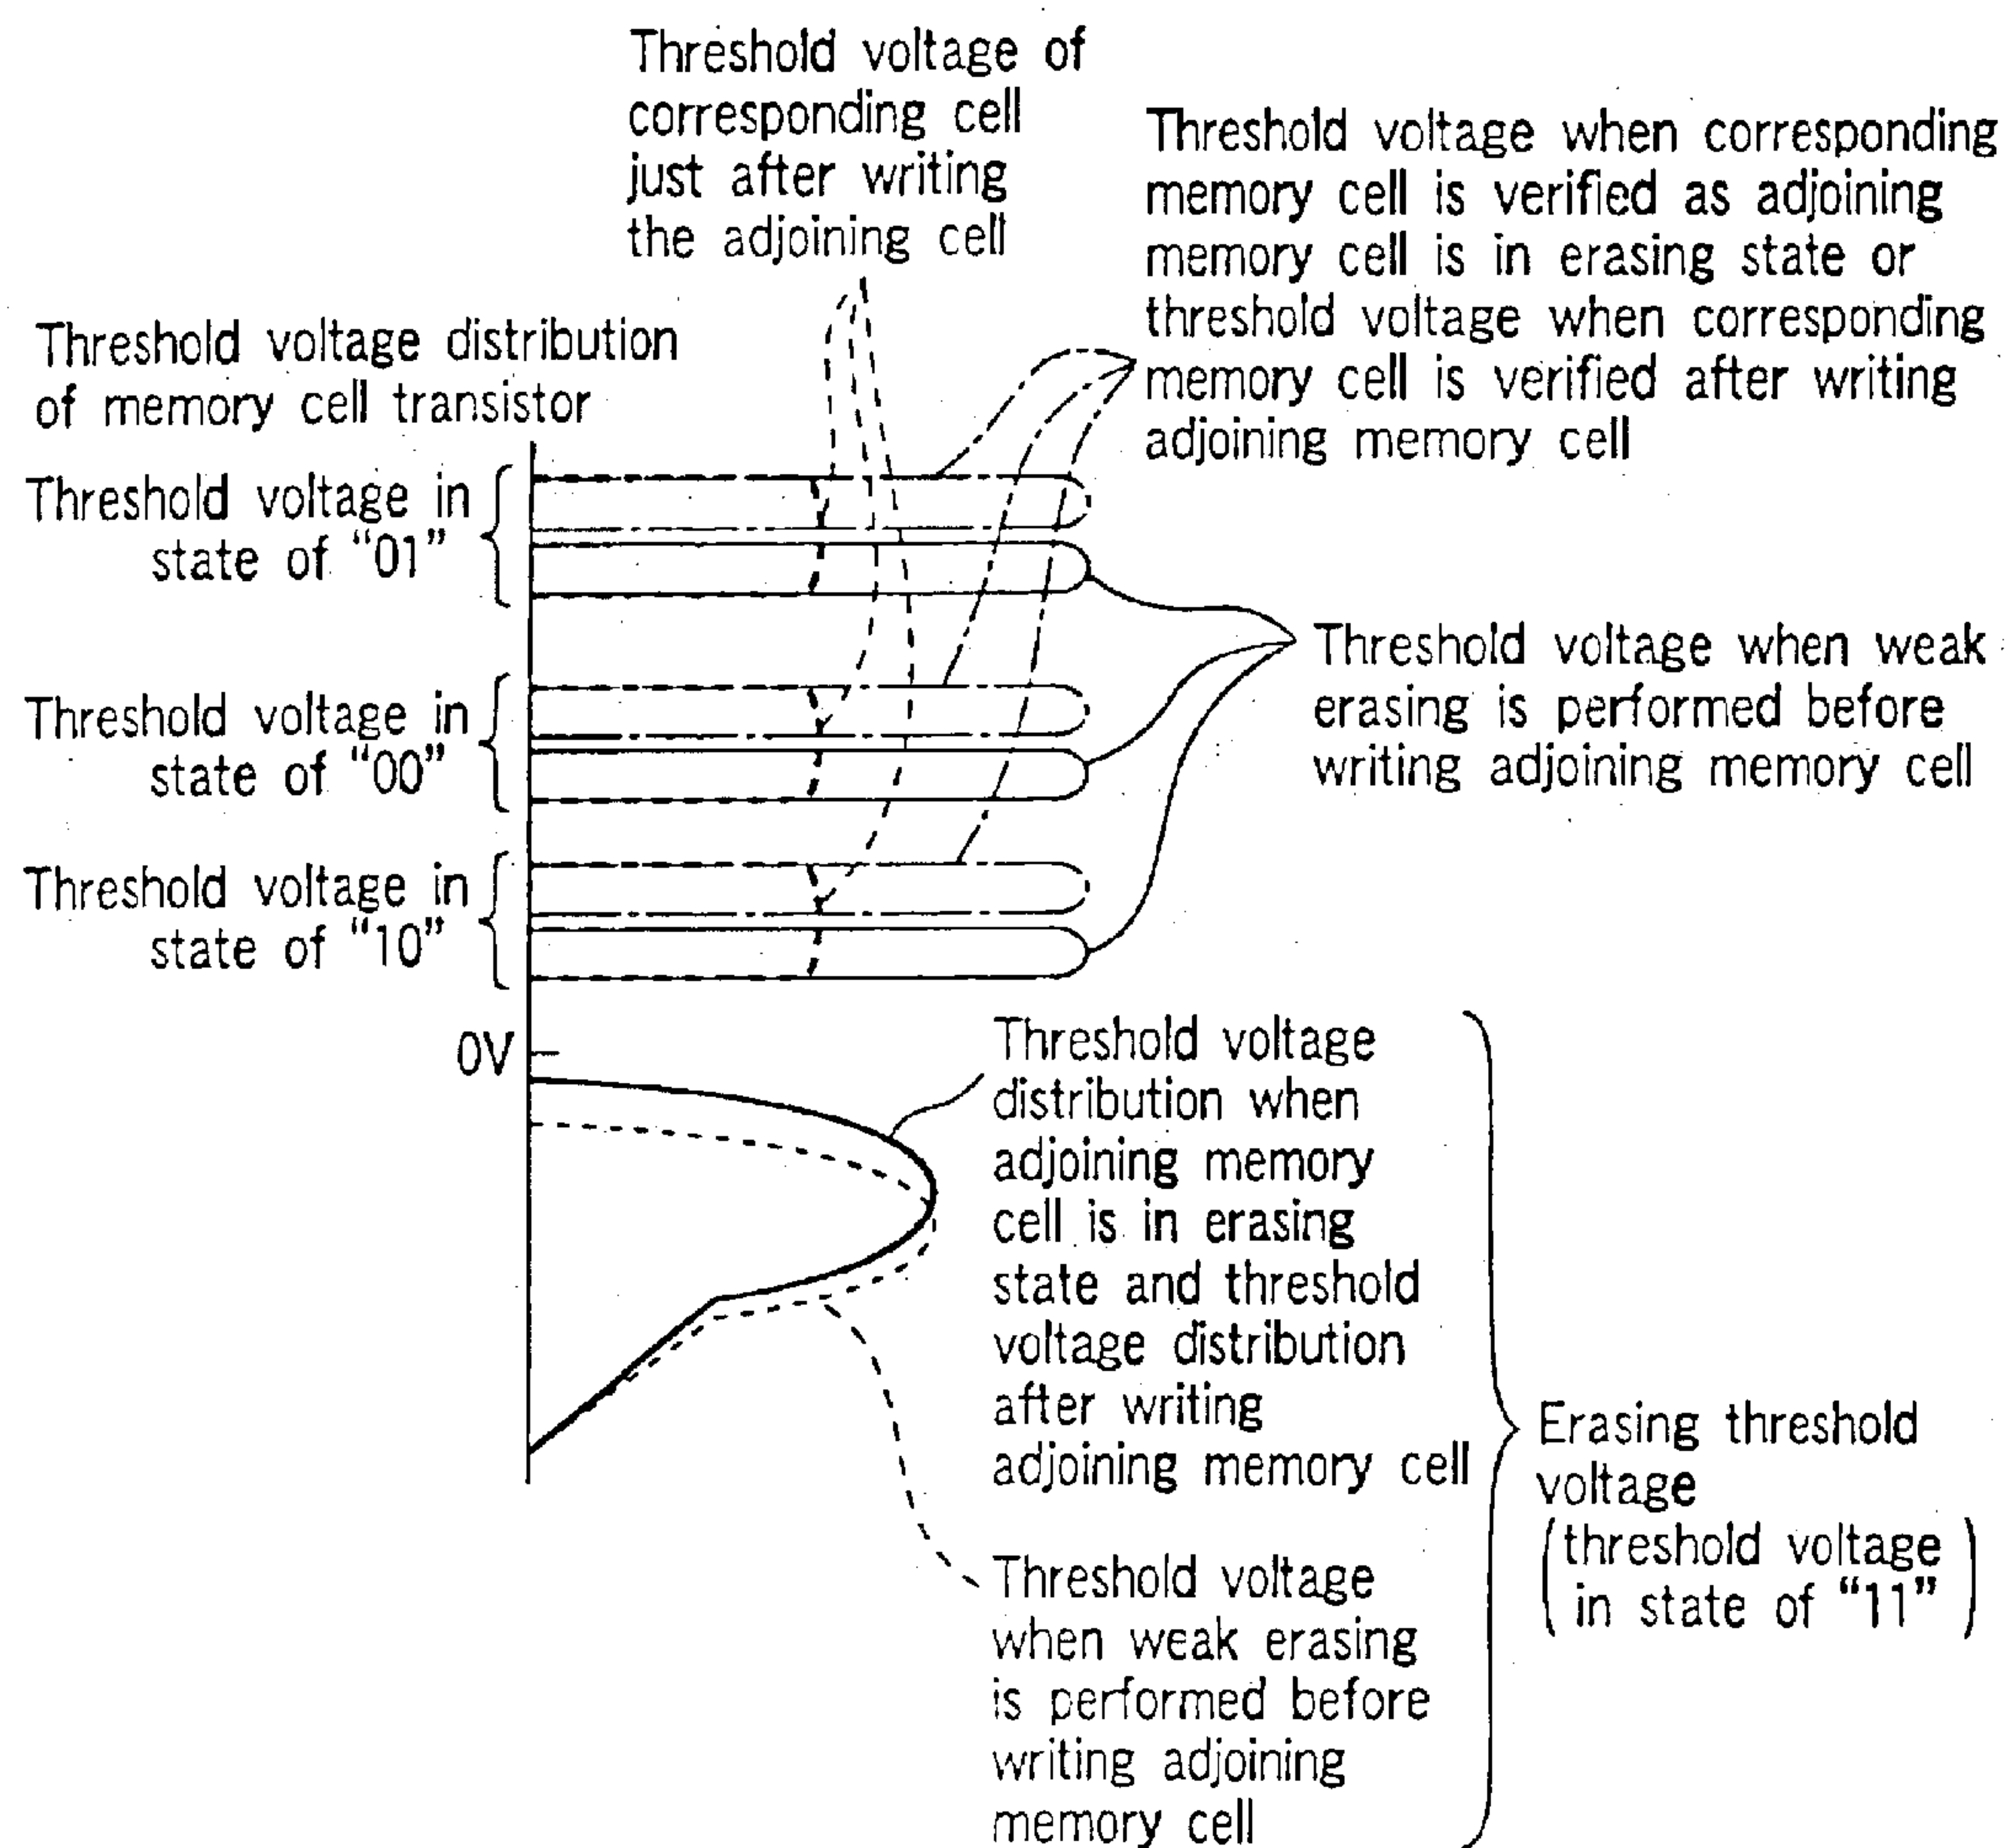 Threshold voltage of
corresponding cell
just after writing
the adjoining cell
Threshold voltage when corresponding
memory cell is verified as adjoining
memory cell is in erasing state or
threshold voltage when corresponding
memory cell is verified after writing
adjoining memory cell
Threshold voltage distribution
of memory cell transistor
Threshold voltage in
state of “01”
Threshold voltage when weak
erasing is performed before
writing adjoining memory cell
Threshold voltage in
state of “00”
Threshold voltage in
state of “10”
0V
Threshold voltage
distribution when
adjoining memory
cell is in erasing
state and threshold
voltage distribution
after writing
adjoining memory cell
Erasing threshold
voltage
(threshold voltage
in state of “11”)
Threshold voltage
when weak erasing
is performed before
writing adjoining
memory cell